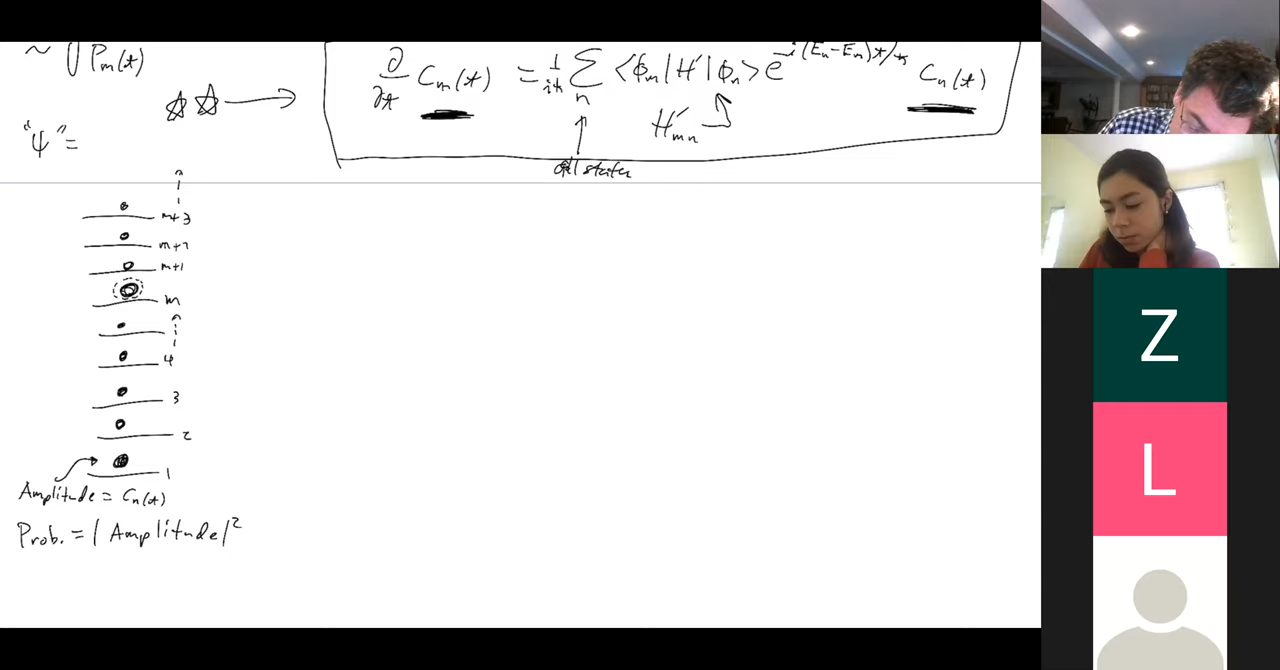 ~ √P_m(t)
∂/∂t C_m(t) = 1/iħ Σ_n <φ_m|H'|φ_n> e^{-i(E_n-E_m)t/ħ} C_n(t)
H'_mn
"ψ" =
all states
m+3
m+2
m+1
m
4
3
2
1
Amplitude = C_n(t)
Prob. = | Amplitude |²
Z
L